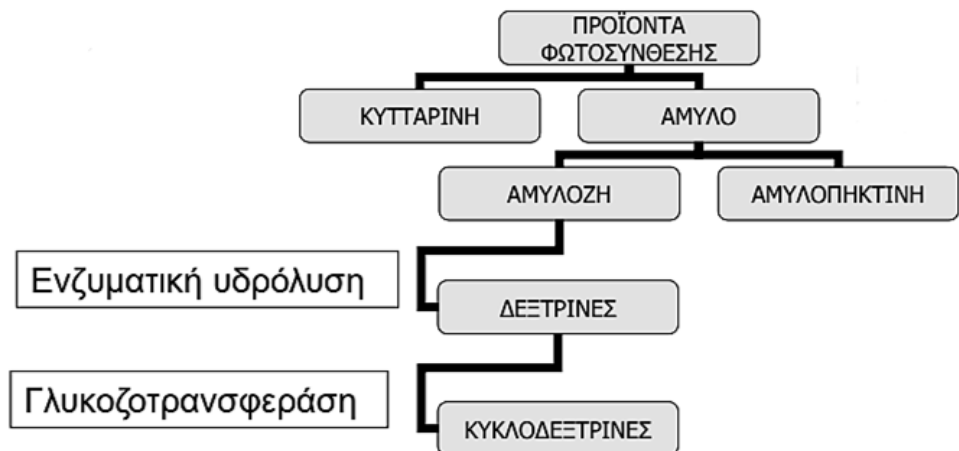 ΠΡΟΪΟΝΤΑ
ΦΩΤΟΣΥΝΘΕΣΗΣ
ΚΥΤΤΑΡΙΝΗ
ΑΜΥΛΟ
ΑΜΥΛΟΖΗ
ΑΜΥΛΟΠΗΚΤΙΝΗ
Ενζυματική υδρόλυση
ΔΕΞΤΡΙΝΕΣ
Γλυκοζοτρανσφεράση
ΚΥΚΛΟΔΕΞΤΡΙΝΕΣ